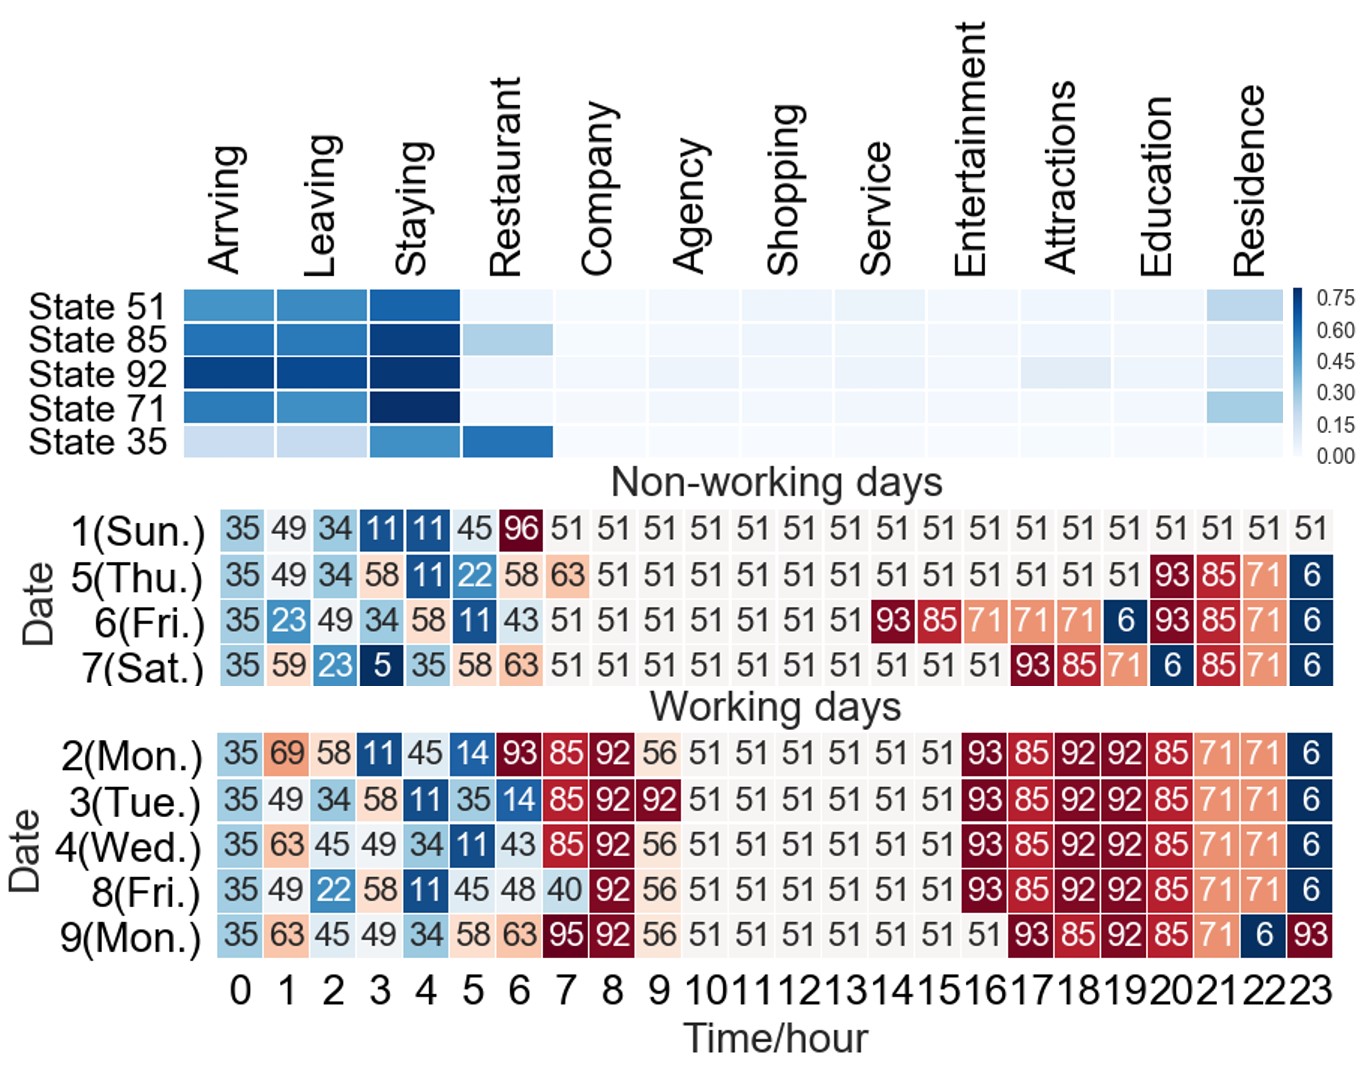 Arrving
Leaving
Staying
Restaurant
Company
Agency
Shopping
Service
Entertainment
Attractions
Education
Residence
State 51
State 85
State 92
State 71
State 35
0.75
0.60
0.45
0.30
0.15
0.00
Non-working days
Date
1(Sun.) 35 49 34 11 11 45 96 51 51 51 51 51 51 51 51 51 51 51 51 51 51 51 51 51
5(Thu.) 35 49 34 58 11 22 58 63 51 51 51 51 51 51 51 51 51 51 51 51 93 85 71 6
6(Fri.) 35 23 49 34 58 11 43 51 51 51 51 51 51 51 93 85 71 71 71 6 93 85 71 6
7(Sat.) 35 59 23 5 35 58 63 51 51 51 51 51 51 51 51 51 51 93 85 71 6 85 71 6
Working days
Date
2(Mon.) 35 69 58 11 45 14 93 85 92 56 51 51 51 51 51 51 93 85 92 92 85 71 71 6
3(Tue.) 35 49 34 58 11 35 14 85 92 92 51 51 51 51 51 51 93 85 92 92 85 71 71 6
4(Wed.) 35 63 45 49 34 11 43 85 92 56 51 51 51 51 51 51 93 85 92 92 85 71 71 6
8(Fri.) 35 49 22 58 11 45 48 40 92 56 51 51 51 51 51 51 93 85 92 92 85 71 71 6
9(Mon.) 35 63 45 49 34 58 63 95 92 56 51 51 51 51 51 51 51 93 85 92 85 71 6 93
0 1 2 3 4 5 6 7 8 9 10 11 12 13 14 15 16 17 18 19 20 21 22 23
Time/hour